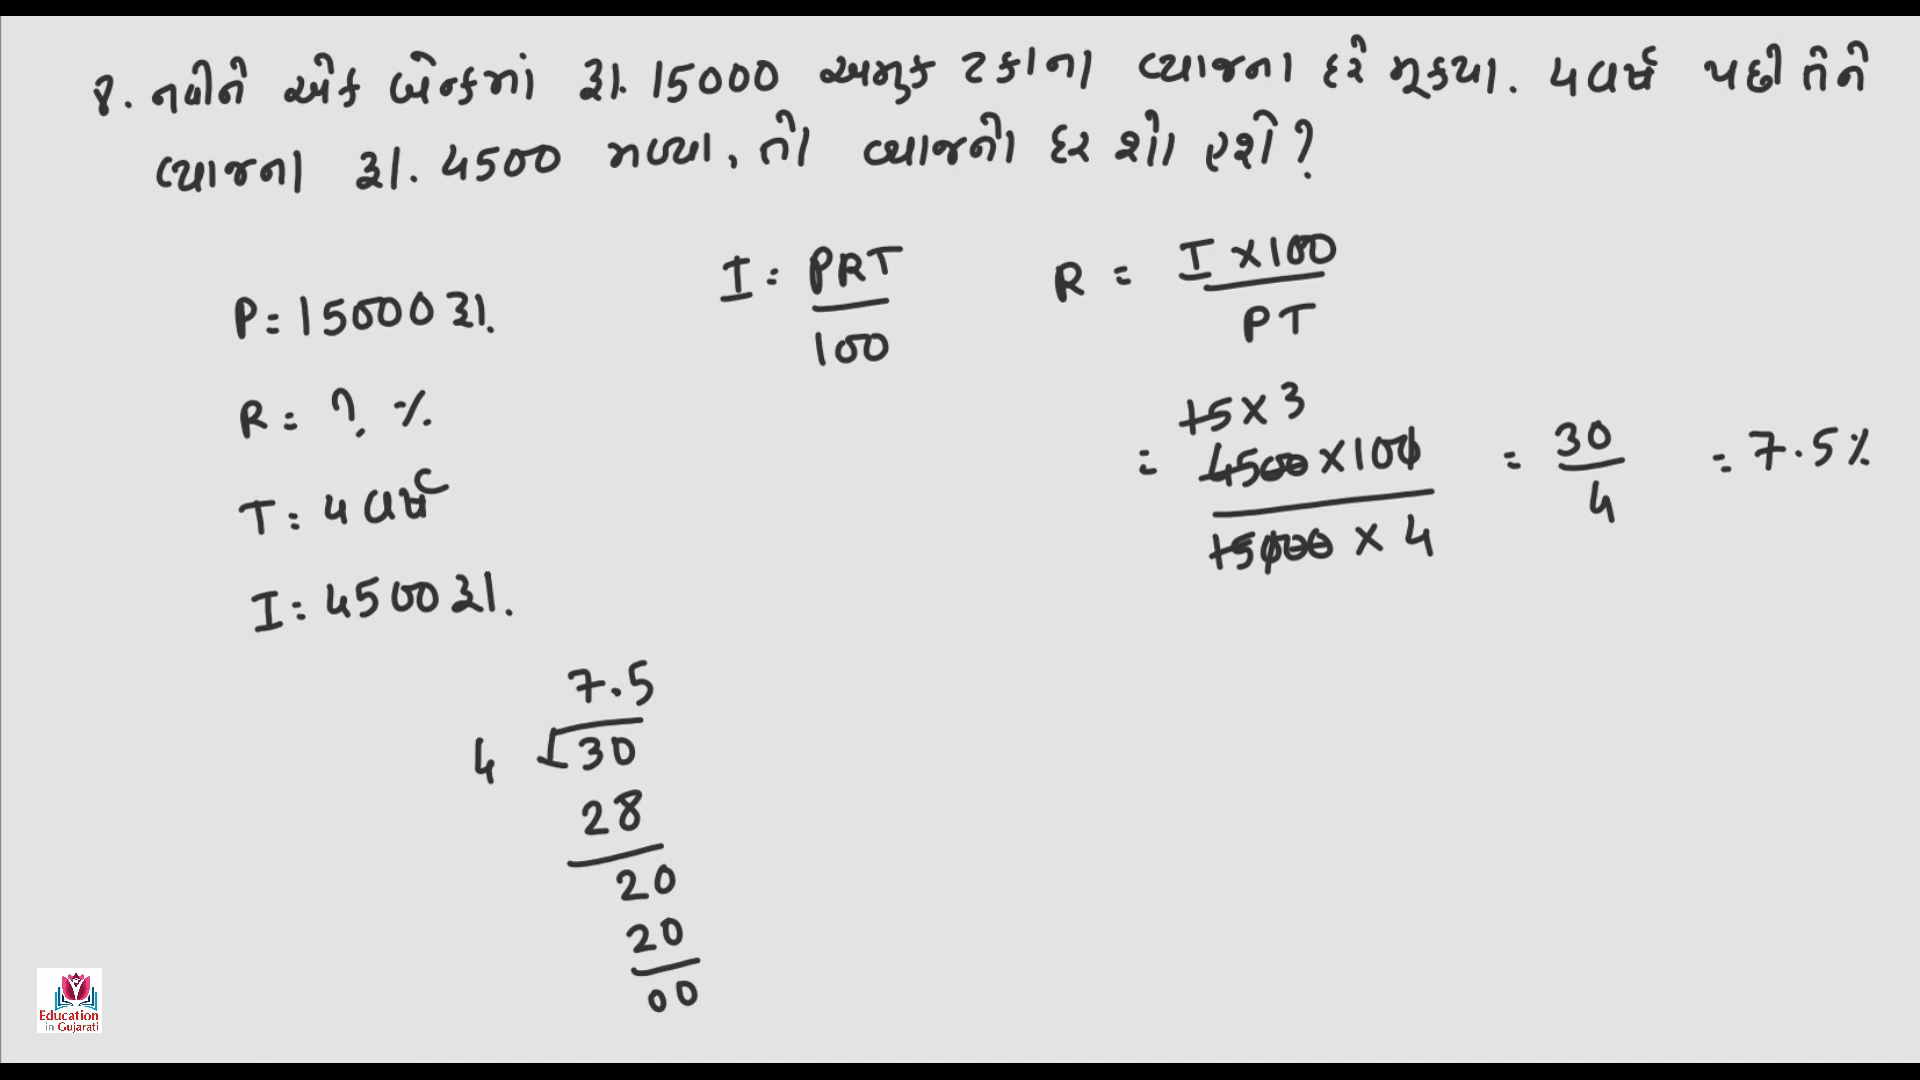 8. નવીને એક બેન્કમાં રૂા. 15000 અમુક ટકાના વ્યાજના દરે મૂક્યા. ૫ વર્ષ પછી તેને
વ્યાજના રૂા. 4500 મળ્યા, તો વ્યાજનો દર શો હશે?
I = PRT / 100
R = I × 100 / PT
P = 15000 રૂા.
R = ? %
T = 4 વર્ષ
I = 4500 રૂા.
15 × 3
= 4500 × 100 / 15000 × 4 = 30 / 4 = 7.5 %
7.5
4 √30
28
20
20
00
Education
in Gujarati